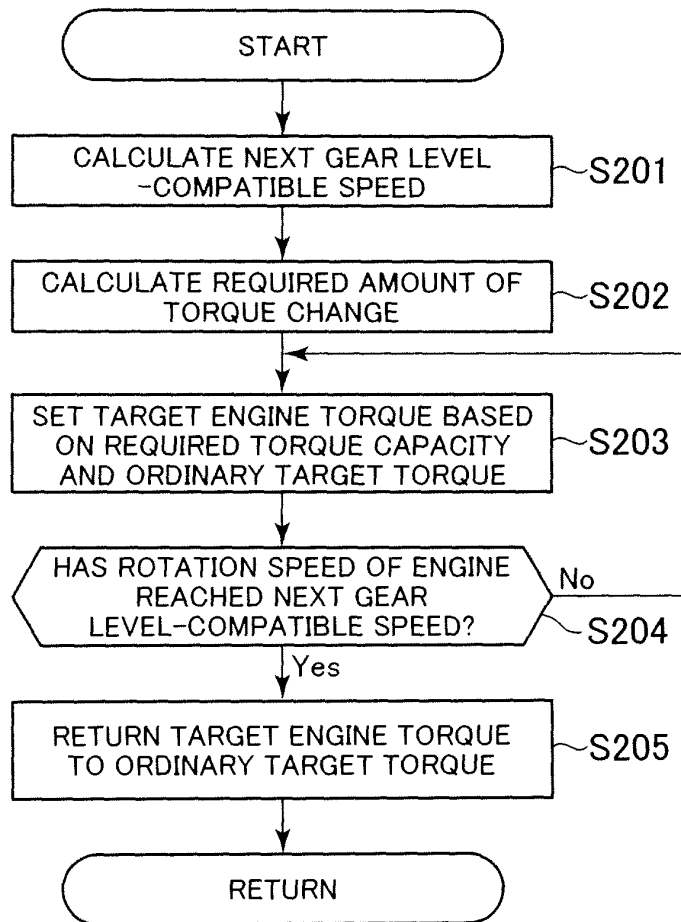 START
CALCULATE NEXT GEAR LEVEL
-COMPATIBLE SPEED
S201
CALCULATE REQUIRED AMOUNT OF
TORQUE CHANGE
S202
SET TARGET ENGINE TORQUE BASED
ON REQUIRED TORQUE CAPACITY
AND ORDINARY TARGET TORQUE
S203
HAS ROTATION SPEED OF ENGINE
REACHED NEXT GEAR
LEVEL-COMPATIBLE SPEED?
No
S204
Yes
RETURN TARGET ENGINE TORQUE
TO ORDINARY TARGET TORQUE
S205
RETURN